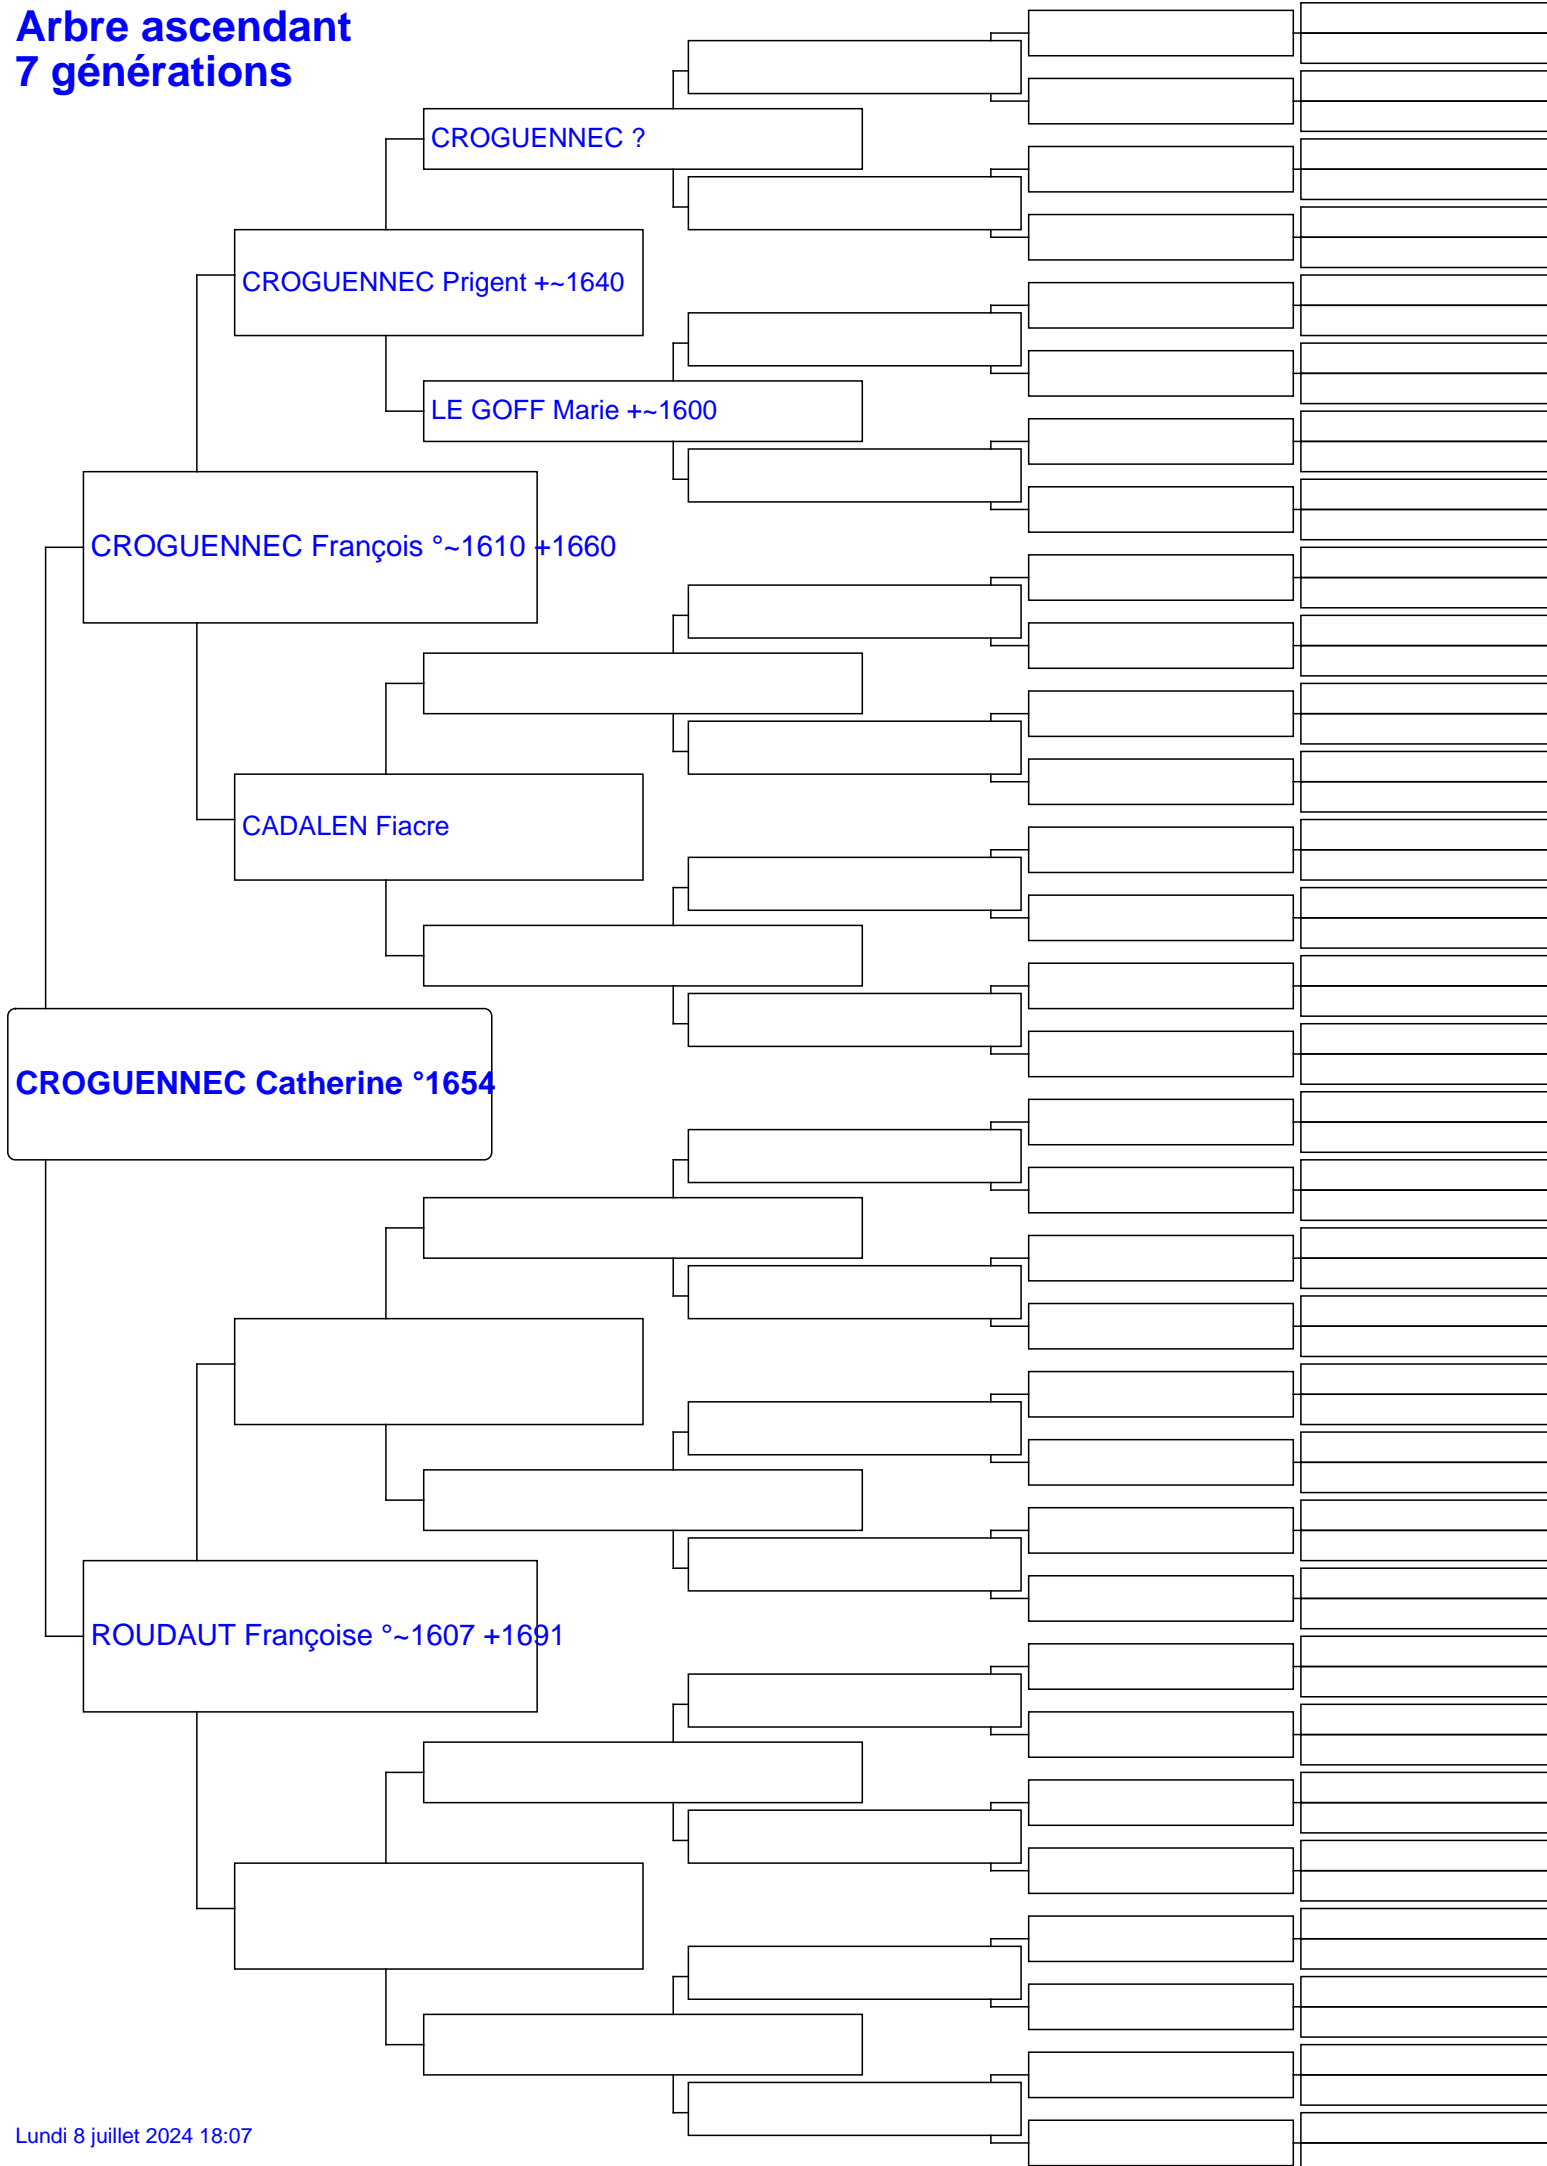 Arbre ascendant
7 générations
CROGUENNEC ?
CROGUENNEC Prigent +~1640
LE GOFF Marie +~1600
CROGUENNEC François °~1610 +1660
CADALEN Fiacre
CROGUENNEC Catherine °1654
ROUDAUT Françoise °~1607 +1691
Lundi 8 juillet 2024 18:07